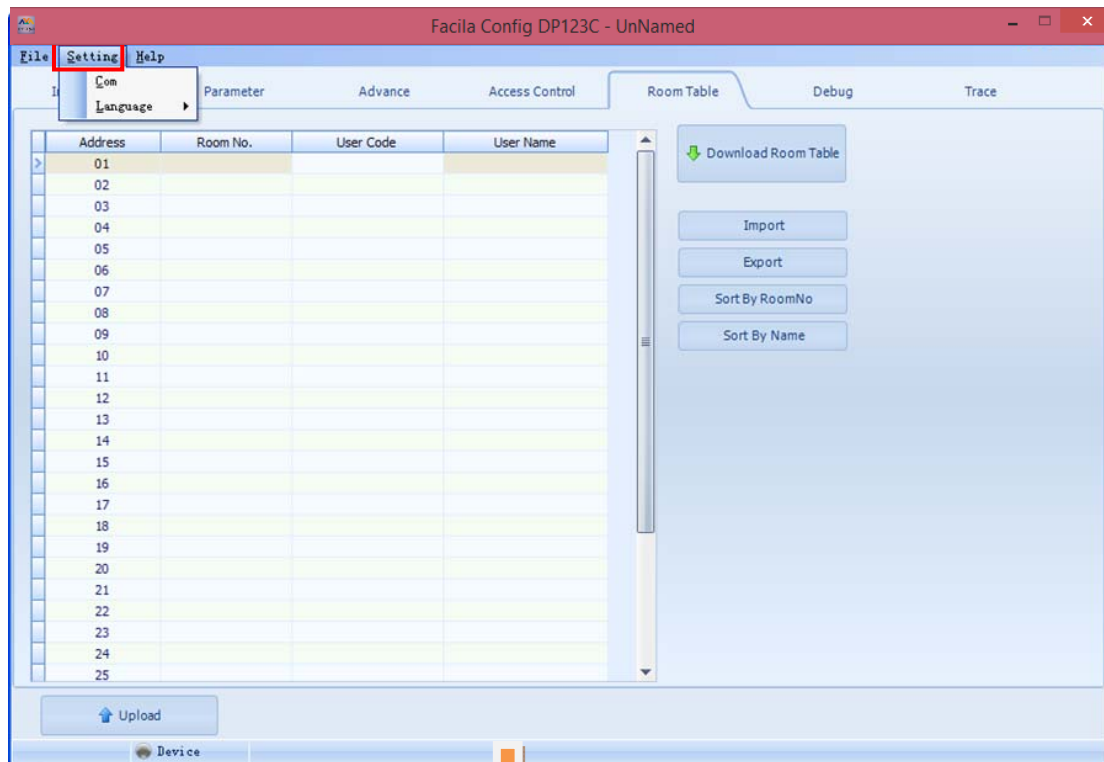 Facila Config DP123C - UnNamed
File Setting Help
Com
Language
Parameter Advance Access Control Room Table Debug Trace
Address Room No. User Code User Name
Download Room Table
01
02
03
04
Import
05
Export
06
07
Sort By RoomNo
08
09
Sort By Name
10
11
12
13
14
15
16
17
18
19
20
21
22
23
24
25
Upload
Device